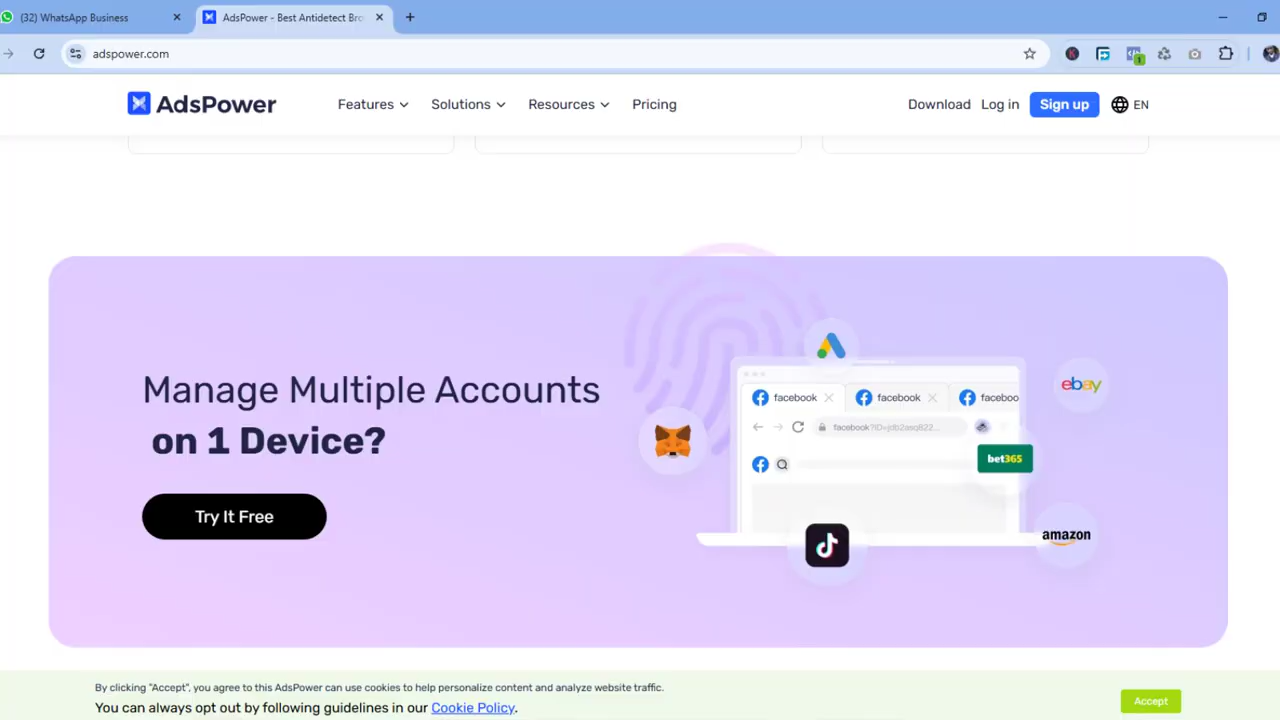 (32) WhatsApp Business
AdsPower - Best Antidetect Bro
adspower.com
AdsPower
Features
Solutions
Resources
Pricing
Download
Log in
Sign up
EN
Manage Multiple Accounts
on 1 Device?
Try It Free
facebook
facebook
faceboo
facebook?ID=jdb2asq822...
ebay
bet365
amazon
By clicking "Accept", you agree to this AdsPower can use cookies to help personalize content and analyze website traffic.
You can always opt out by following guidelines in our Cookie Policy.
Accept